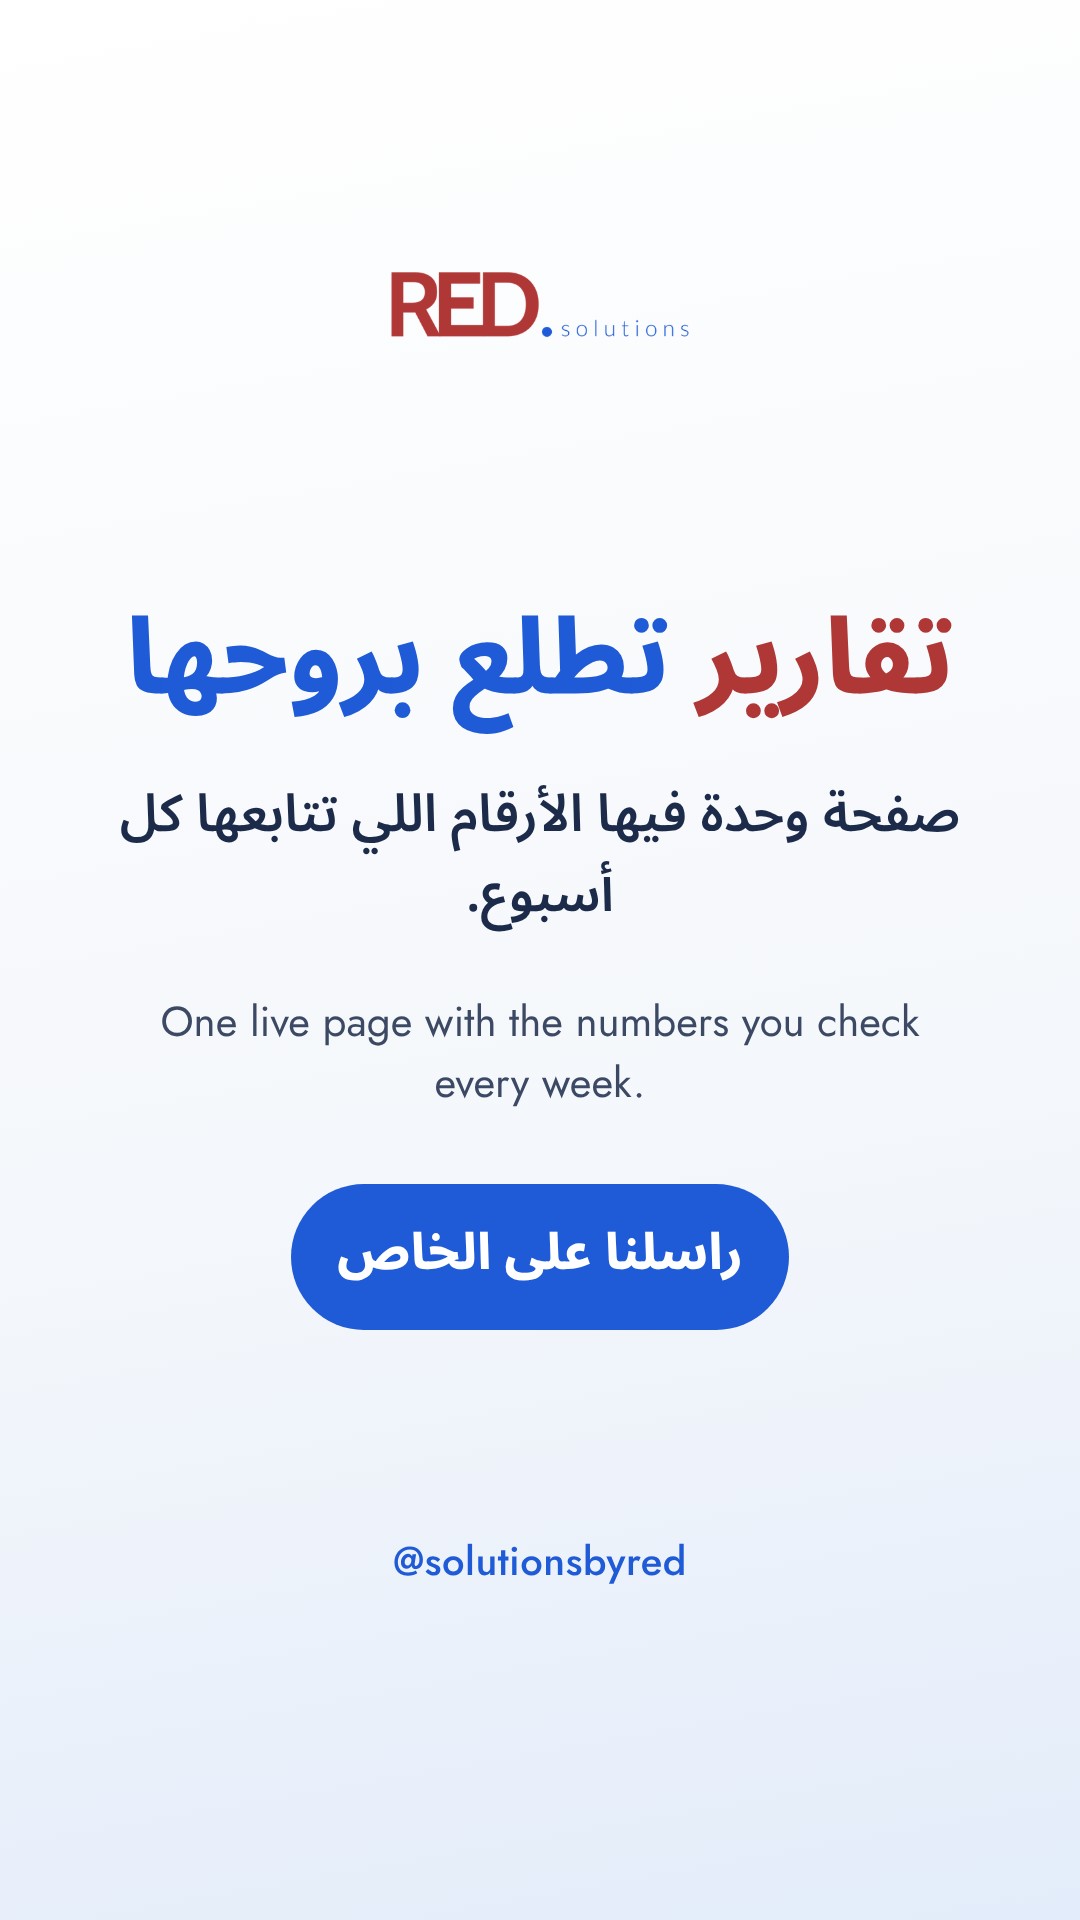 RED.solutions
تقارير تطلع بروحها
صفحة وحدة فيها الأرقام اللي تتابعها كل
أسبوع.
One live page with the numbers you check
every week.
راسلنا على الخاص
@solutionsbyred